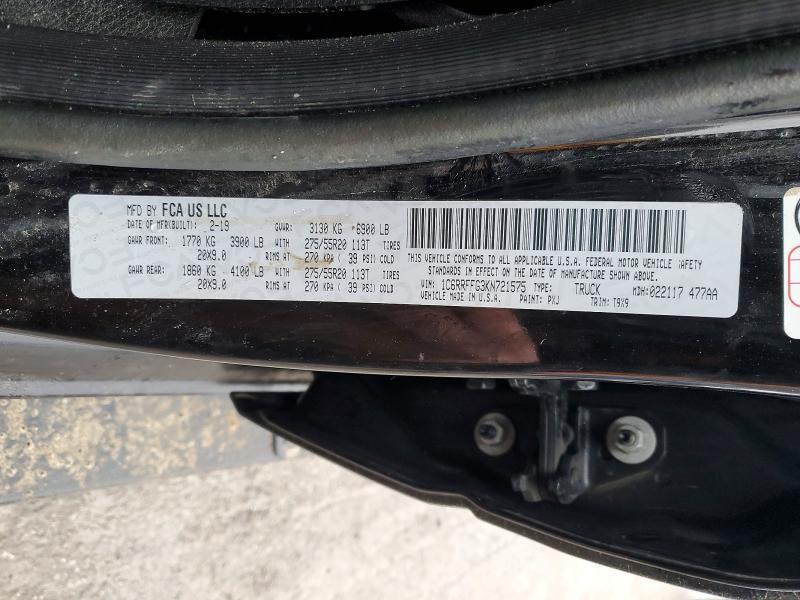 MFD BY FCA US LLC
DATE OF MFR(BUILT): 2-19 GVWR: 3130 KG 6900 LB
GAWR FRONT: 1770 KG 3900 LB WITH 275/55R20 113T TIRES
20X9.0 RIMS AT 270 KPA ( 39 PSI) COLD
GAWR REAR: 1860 KG 4100 LB WITH 275/55R20 113T TIRES
20X9.0 RIMS AT 270 KPA ( 39 PSI) COLD
THIS VEHICLE CONFORMS TO ALL APPLICABLE U.S.A. FEDERAL MOTOR VEHICLE SAFETY
STANDARDS IN EFFECT ON THE DATE OF MANUFACTURE SHOWN ABOVE.
VIN: 1C6RRFFG3KN721575 TYPE: TRUCK MDH: 022117 477AA
VEHICLE MADE IN U.S.A. PAINT: PXJ TRIM: T9X9